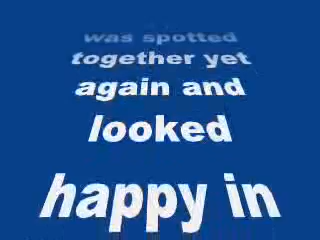 was spotted
together yet
again and
looked
happy in